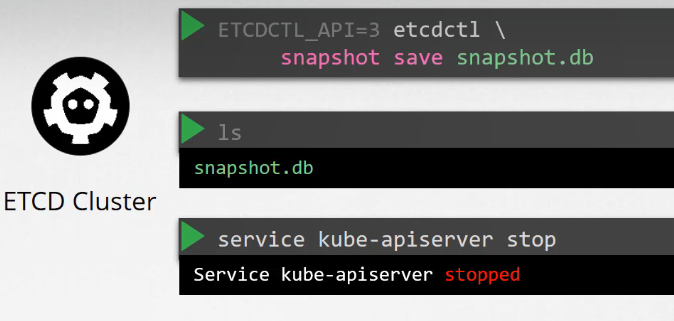 ETCDCTL_API=3 etcdctl \
snapshot save snapshot.db
ls
snapshot.db
ETCD Cluster
service kube-apiserver stop
Service kube-apiserver stopped